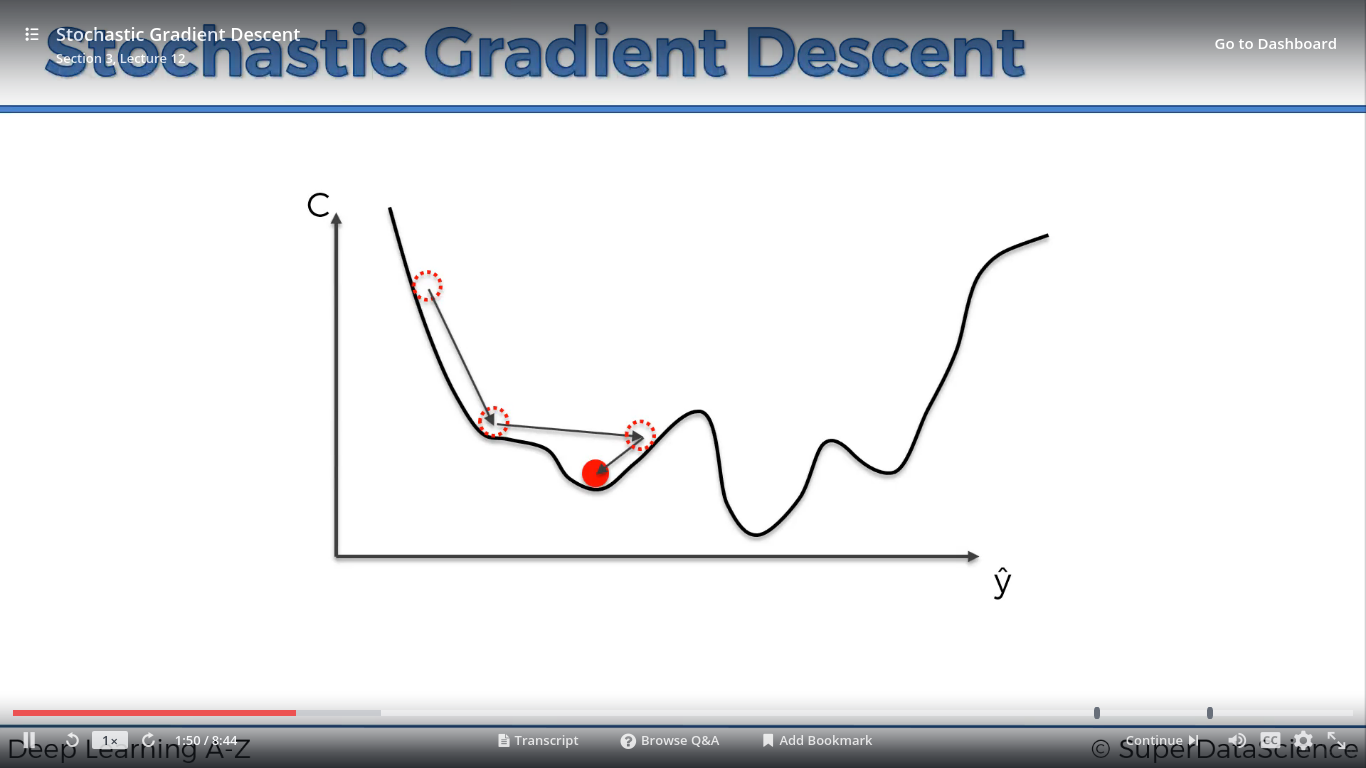 Stochastic Gradient Descent
Stochastic Gradient Descent
Section 3, Lecture 12
Go to Dashboard
C
ŷ
1×
1:50 / 8:44
Transcript
Browse Q&A
Add Bookmark
Continue
CC
Deep Learning A-Z
© SuperDataScience